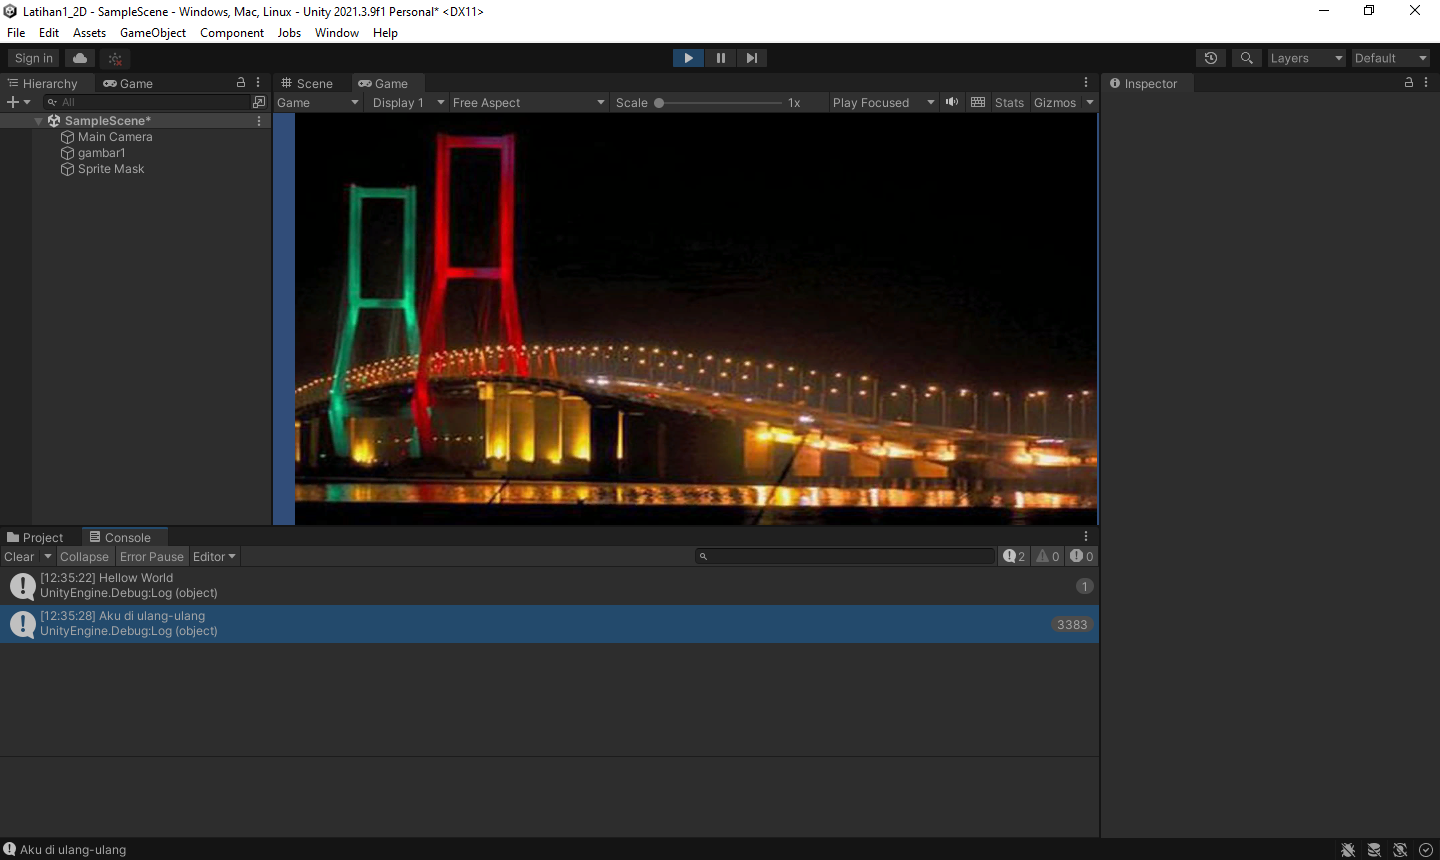 Latihan1_2D - SampleScene - Windows, Mac, Linux - Unity 2021.3.9f1 Personal* <DX11>
File Edit Assets GameObject Component Jobs Window Help
Sign in
Layers
Default
Hierarchy
Game
Scene
Game
Inspector
All
Game
Display 1
Free Aspect
Scale
1x
Play Focused
Stats
Gizmos
SampleScene*
Main Camera
gambar1
Sprite Mask
Project
Console
Clear
Collapse
Error Pause
Editor
2
0
0
[12:35:22] Hellow World
UnityEngine.Debug:Log (object)
1
[12:35:28] Aku di ulang-ulang
UnityEngine.Debug:Log (object)
3383
Aku di ulang-ulang